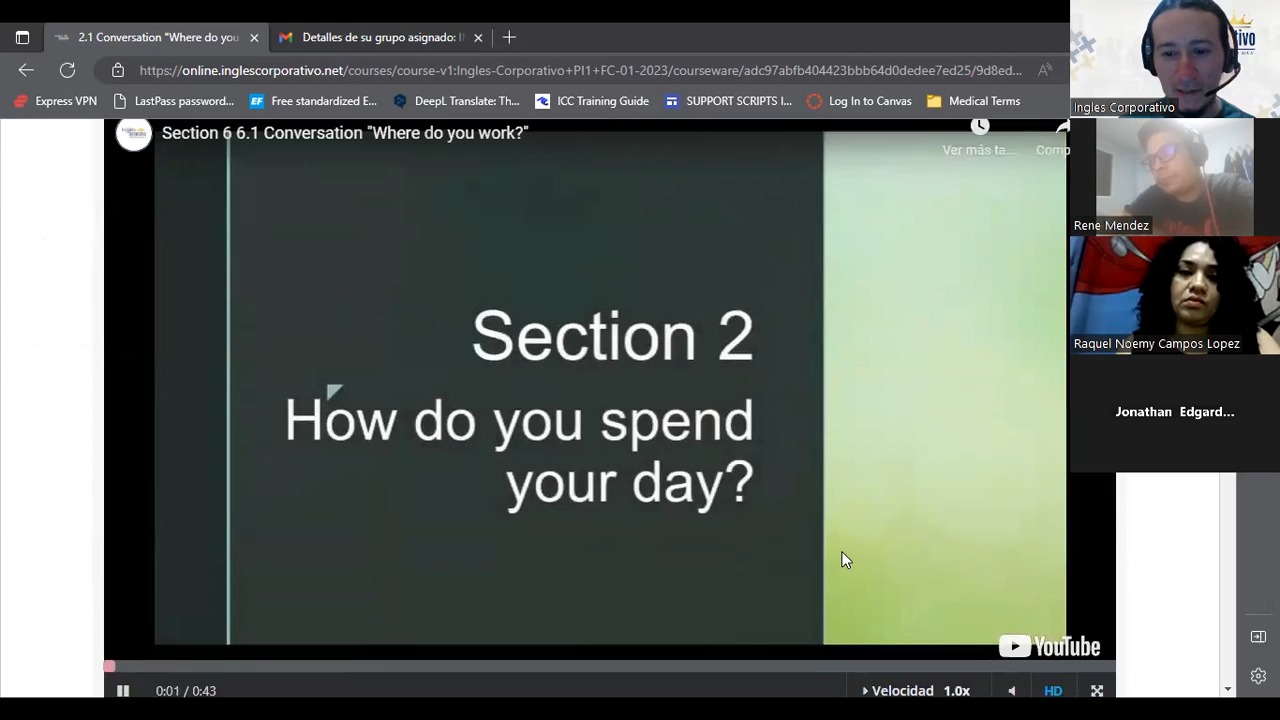 2.1 Conversation "Where do you
Detalles de su grupo asignado: I
https://online.inglescorporativo.net/courses/course-v1:Ingles-Corporativo+PI1+FC-01-2023/courseware/adc97abfb404423bbb64d0dedee7ed25/9d8ed...
Express VPN
LastPass password...
Free standardized E...
DeepL Translate: Th...
ICC Training Guide
SUPPORT SCRIPTS I...
Log In to Canvas
Medical Terms
Section 6 6.1 Conversation "Where do you work?"
Ver más ta...
Comp
Section 2
How do you spend
your day?
YouTube
0:01 / 0:43
Velocidad 1.0x
HD
Ingles Corporativo
Rene Mendez
Raquel Noemy Campos Lopez
Jonathan Edgard...